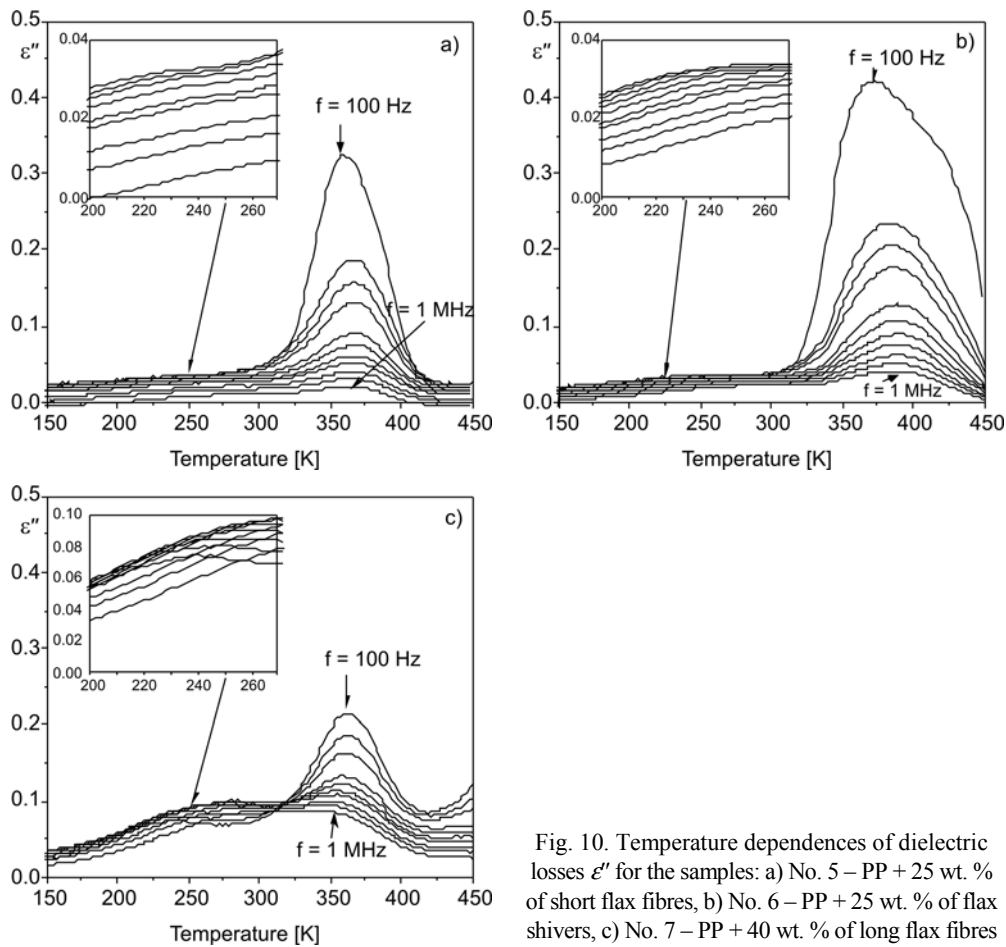 0.5
ε″
0.4
0.3
0.2
0.1
0.0
0.04
0.02
0.00
200 220 240 260
a)
f = 100 Hz
f = 1 MHz
150 200 250 300 350 400 450
Temperature [K]
0.5
ε″
0.4
0.3
0.2
0.1
0.0
0.04
0.02
0.00
200 220 240 260
b)
f = 100 Hz
f = 1 MHz
150 200 250 300 350 400 450
Temperature [K]
0.5
ε″
0.4
0.3
0.2
0.1
0.0
0.10
0.08
0.06
0.04
0.02
0.00
200 220 240 260
c)
f = 100 Hz
f = 1 MHz
150 200 250 300 350 400 450
Temperature [K]
Fig. 10. Temperature dependences of dielectric
losses ε″ for the samples: a) No. 5 – PP + 25 wt. %
of short flax fibres, b) No. 6 – PP + 25 wt. % of flax
shivers, c) No. 7 – PP + 40 wt. % of long flax fibres